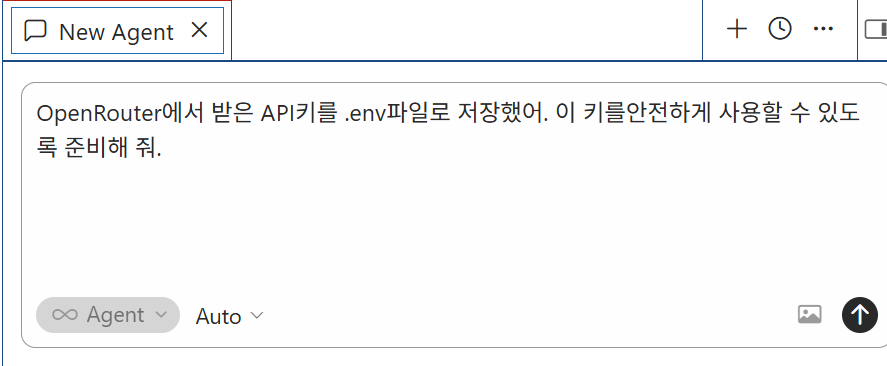 New Agent
OpenRouter에서 받은 API키를 .env파일로 저장했어. 이 키를안전하게 사용할 수 있도
록 준비해 줘.
Agent
Auto